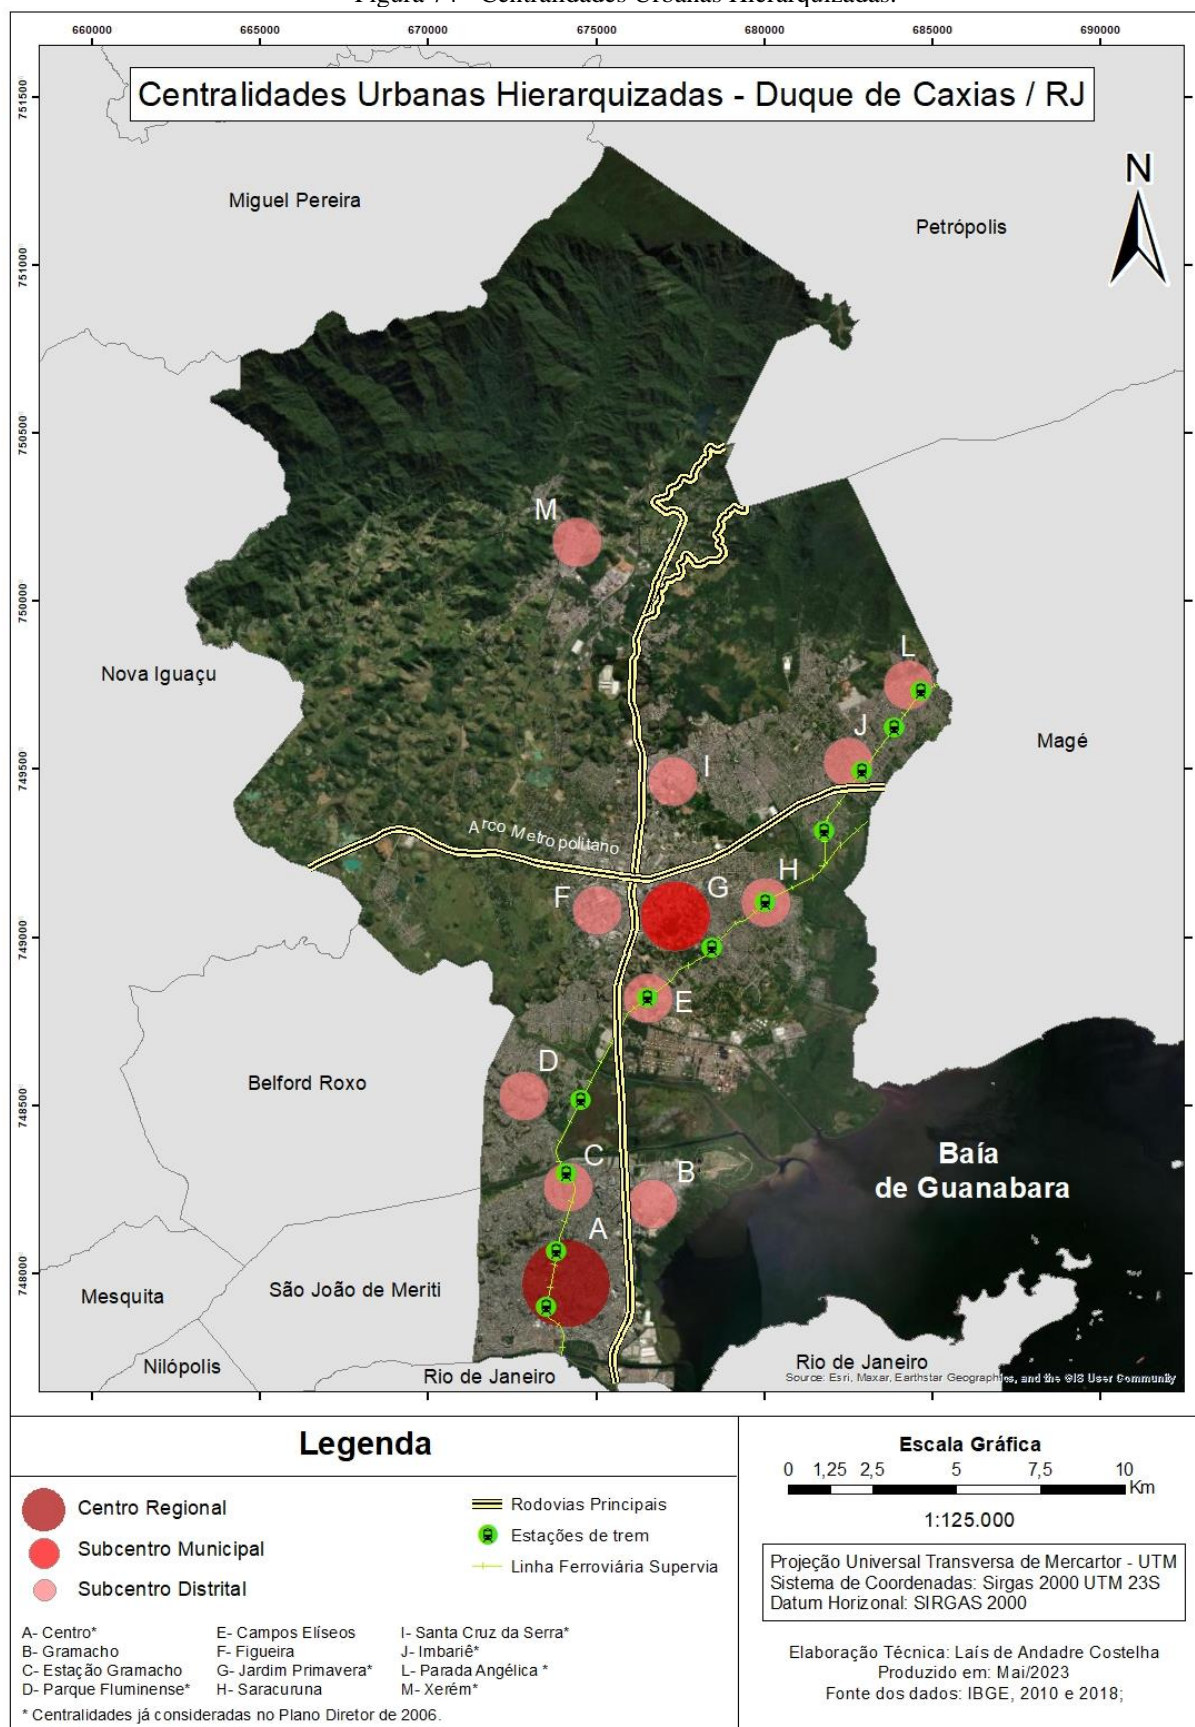 Figura 74 - Centralidades Urbanas Hierarquizadas.
660000 665000 670000 675000 680000 685000 690000
Centralidades Urbanas Hierarquizadas - Duque de Caxias / RJ
N
Miguel Pereira
Petrópolis
751500
751000
750500
750000
749500
749000
748500
748000
M
Nova Iguaçu
L
J
Magé
I
Arco Metropolitano
H
G
F
E
D
Belford Roxo
C
B
Baía
de Guanabara
A
Mesquita
São João de Meriti
Nilópolis
Rio de Janeiro
Rio de Janeiro
Source: Esri, Maxar, Earthstar Geographics, and the GIS User Community
Legenda
Centro Regional
Subcentro Municipal
Subcentro Distrital
Rodovias Principais
Estações de trem
Linha Ferroviária Supervia
A- Centro* E- Campos Elíseos I- Santa Cruz da Serra*
B- Gramacho F- Figueira J- Imbariê*
C- Estação Gramacho G- Jardim Primavera* L- Parada Angélica *
D- Parque Fluminense* H- Saracuruna M- Xerém*
* Centralidades já consideradas no Plano Diretor de 2006.
Escala Gráfica
0 1,25 2,5 5 7,5 10
Km
1:125.000
Projeção Universal Transversa de Mercartor - UTM
Sistema de Coordenadas: Sirgas 2000 UTM 23S
Datum Horizonal: SIRGAS 2000
Elaboração Técnica: Laís de Andadre Costelha
Produzido em: Mai/2023
Fonte dos dados: IBGE, 2010 e 2018;